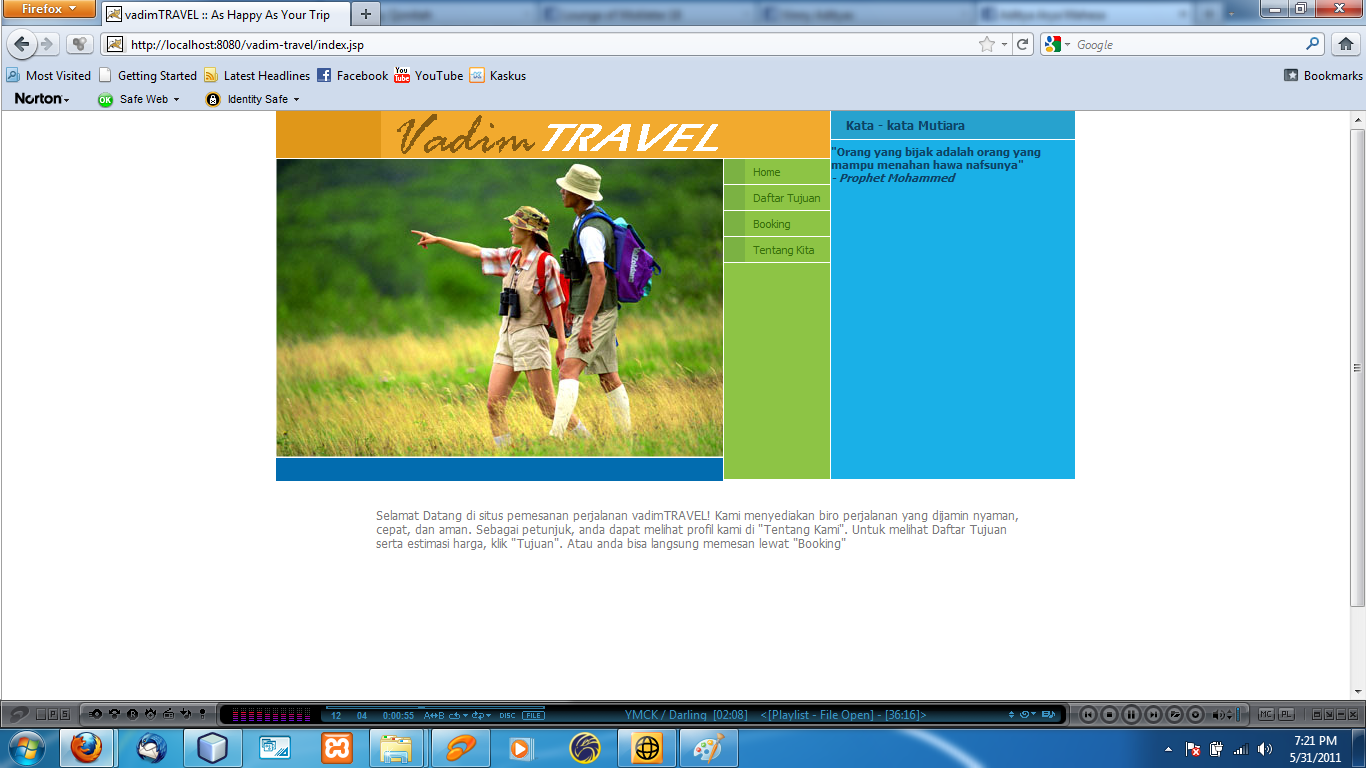 Firefox
vadimTRAVEL :: As Happy As Your Trip
http://localhost:8080/vadim-travel/index.jsp
Google
Most Visited
Getting Started
Latest Headlines
Facebook
You Tube
YouTube
Kaskus
Bookmarks
Norton
OK
Safe Web
Identity Safe
Vadim TRAVEL
Kata - kata Mutiara
"Orang yang bijak adalah orang yang
mampu menahan hawa nafsunya"
- Prophet Mohammed
Home
Daftar Tujuan
Booking
Tentang Kita
Selamat Datang di situs pemesanan perjalanan vadimTRAVEL! Kami menyediakan biro perjalanan yang dijamin nyaman,
cepat, dan aman. Sebagai petunjuk, anda dapat melihat profil kami di "Tentang Kami". Untuk melihat Daftar Tujuan
serta estimasi harga, klik "Tujuan". Atau anda bisa langsung memesan lewat "Booking"
P S
12 04 0:00:55 A↔B DISC FILE
YMCK / Darling [02:08] <[Playlist - File Open] - [36:16]>
MC PL
7:21 PM
5/31/2011